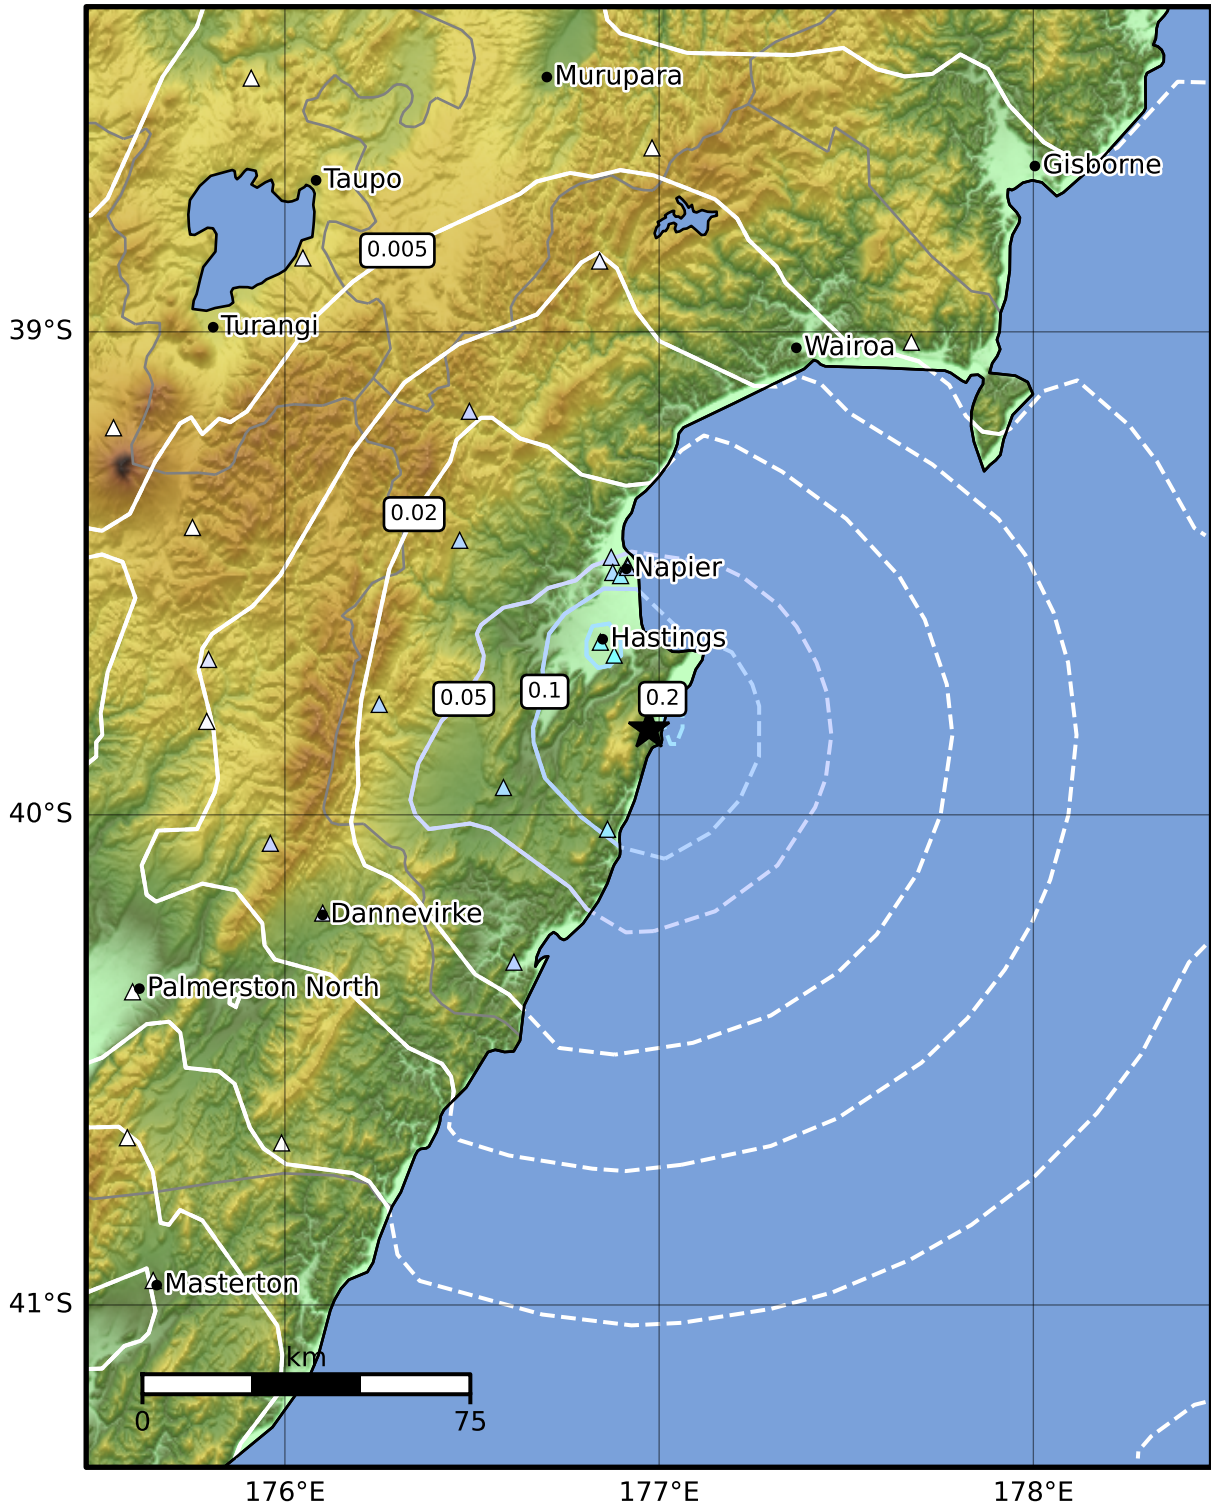 Murupara
Gisborne
Taupo
0.005
Turangi
39°S
Wairoa
0.02
Napier
Hastings
0.05
0.1
0.2
40°S
Dannevirke
Palmerston North
Masterton
41°S
km
0
75
176°E
177°E
178°E